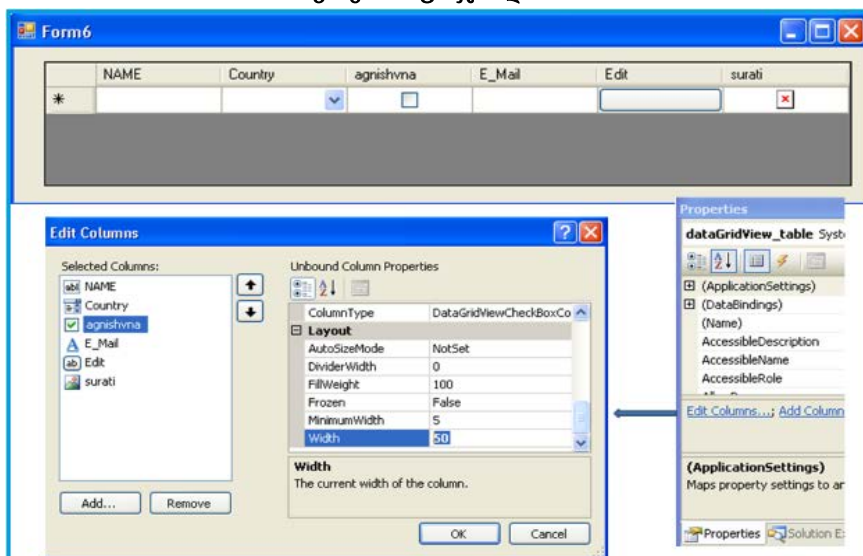 Form6
NAME Country agnishvna E_Mail Edit surati
*
Edit Columns
Selected Columns:
NAME
Country
agnishvna
E_Mail
Edit
surati
Add... Remove
Unbound Column Properties
ColumnType DataGridViewCheckBoxCo
Layout
AutoSizeMode NotSet
DividerWidth 0
FillWeight 100
Frozen False
MinimumWidth 5
Width 50
Width
The current width of the column.
OK Cancel
Properties
dataGridView_table Syst
(ApplicationSettings)
(DataBindings)
(Name)
AccessibleDescription
AccessibleName
AccessibleRole
Edit Columns...; Add Column
(ApplicationSettings)
Maps property settings to ar
Properties Solution E